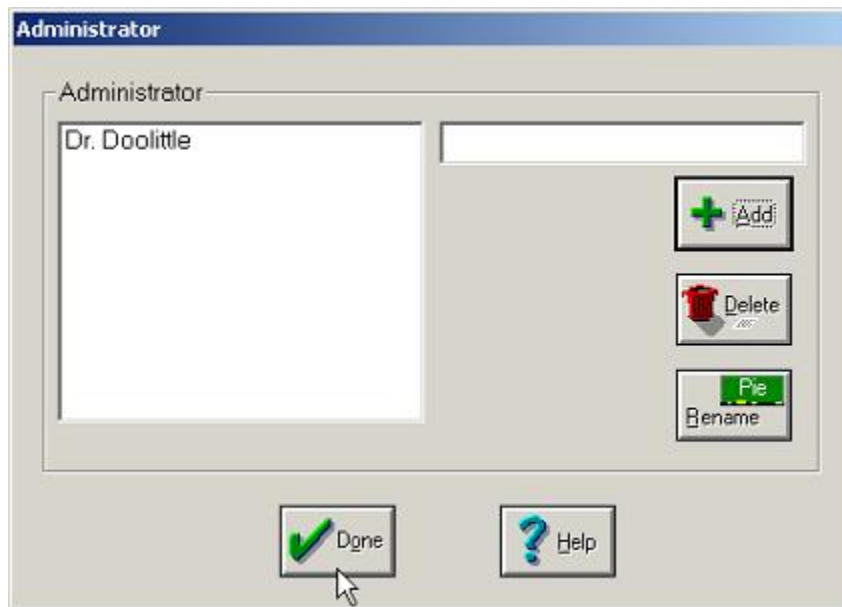 Administrator
Administrator
Dr. Doolittle
Add
Delete
Pie
Rename
Done
Help